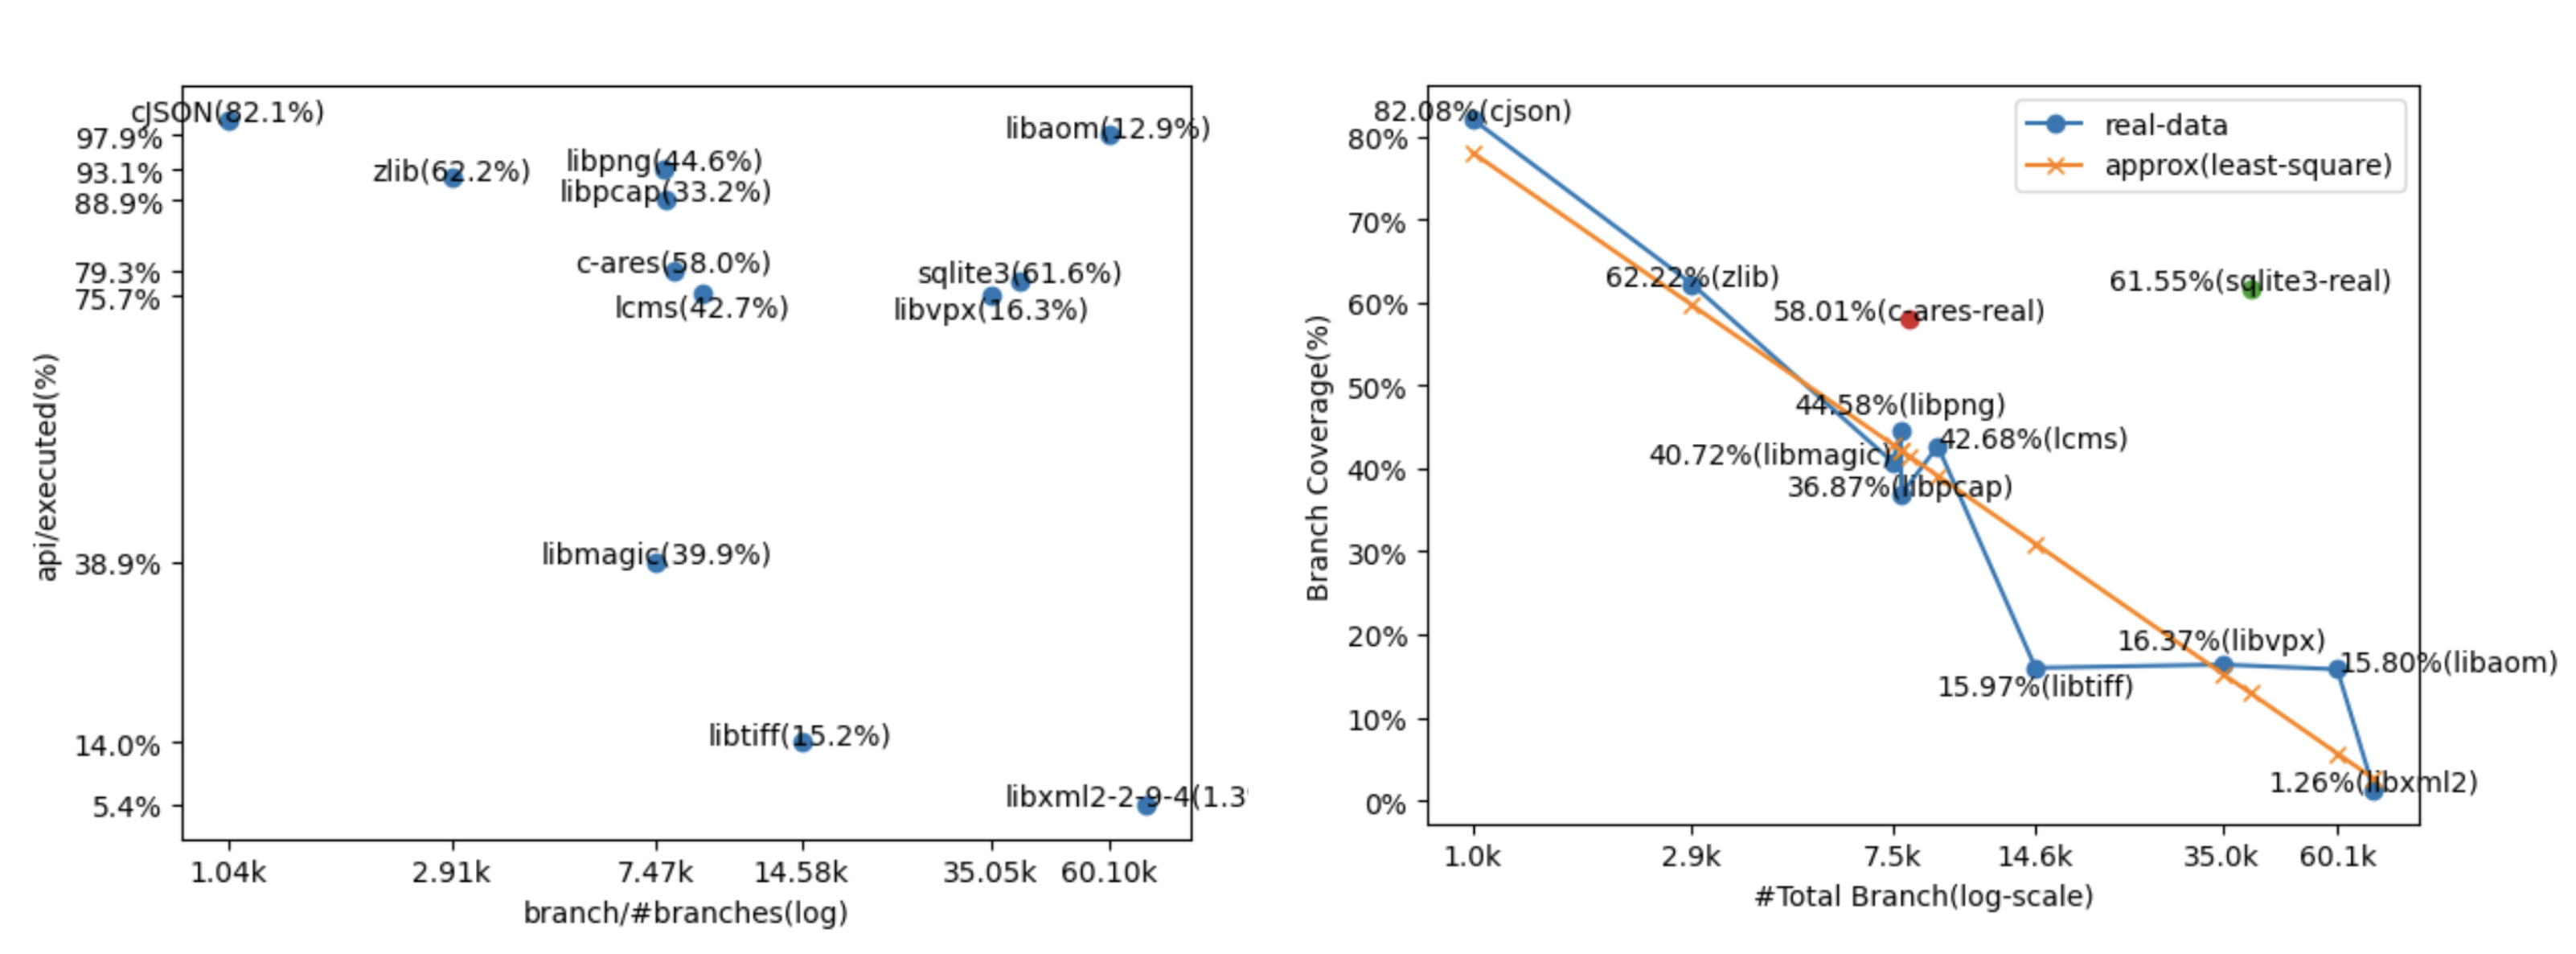 cJSON(82.1%)
libaom(12.9%)
97.9%
libpng(44.6%)
93.1%
zlib(62.2%)
libpcap(33.2%)
88.9%
c-ares(58.0%)
79.3%
sqlite3(61.6%)
75.7%
lcms(42.7%)
libvpx(16.3%)
api/executed(%)
38.9%
libmagic(39.9%)
14.0%
libtiff(15.2%)
5.4%
libxml2-2-9-4(1.3
1.04k 2.91k 7.47k 14.58k 35.05k 60.10k
branch/#branches(log)
82.08%(cjson)
real-data
approx(least-square)
80%
70%
62.22%(zlib)
61.55%(sqlite3-real)
60%
58.01%(c-ares-real)
Branch Coverage(%)
50%
44.58%(libpng)
42.68%(lcms)
40.72%(libmagic)
40%
36.87%(libpcap)
30%
20%
16.37%(libvpx)
15.80%(libaom)
15.97%(libtiff)
10%
1.26%(libxml2)
0%
1.0k 2.9k 7.5k 14.6k 35.0k 60.1k
#Total Branch(log-scale)